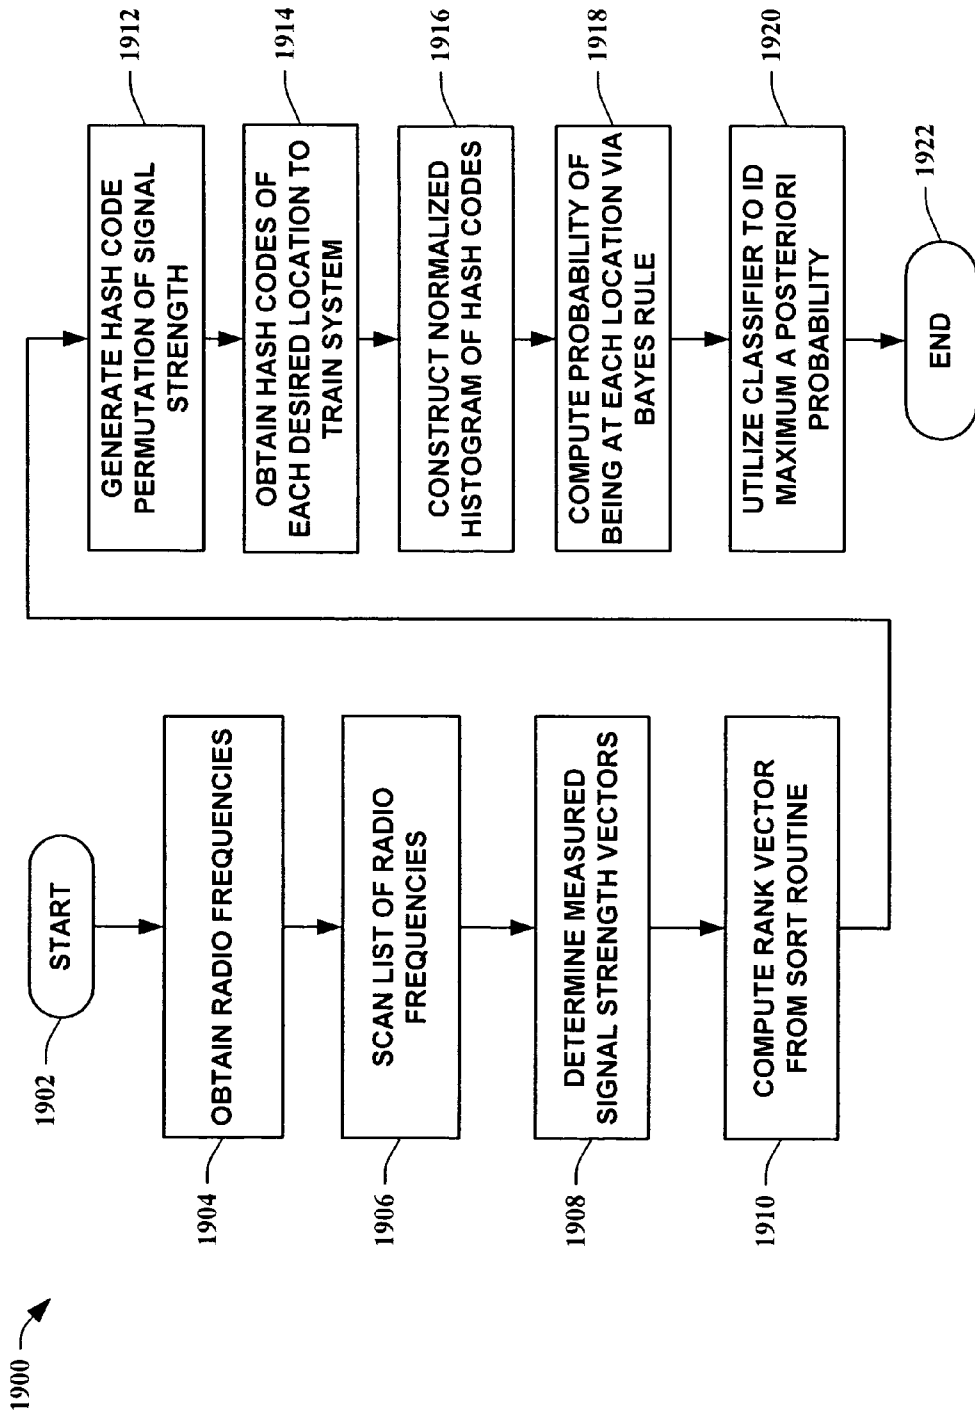 1900
1902
START
1904
OBTAIN RADIO FREQUENCIES
1906
SCAN LIST OF RADIO
FREQUENCIES
1908
DETERMINE MEASURED
SIGNAL STRENGTH VECTORS
1910
COMPUTE RANK VECTOR
FROM SORT ROUTINE
GENERATE HASH CODE
PERMUTATION OF SIGNAL
STRENGTH
1912
OBTAIN HASH CODES OF
EACH DESIRED LOCATION TO
TRAIN SYSTEM
1914
CONSTRUCT NORMALIZED
HISTOGRAM OF HASH CODES
1916
COMPUTE PROBABILITY OF
BEING AT EACH LOCATION VIA
BAYES RULE
1918
UTILIZE CLASSIFIER TO ID
MAXIMUM A POSTERIORI
PROBABILITY
1920
END
1922